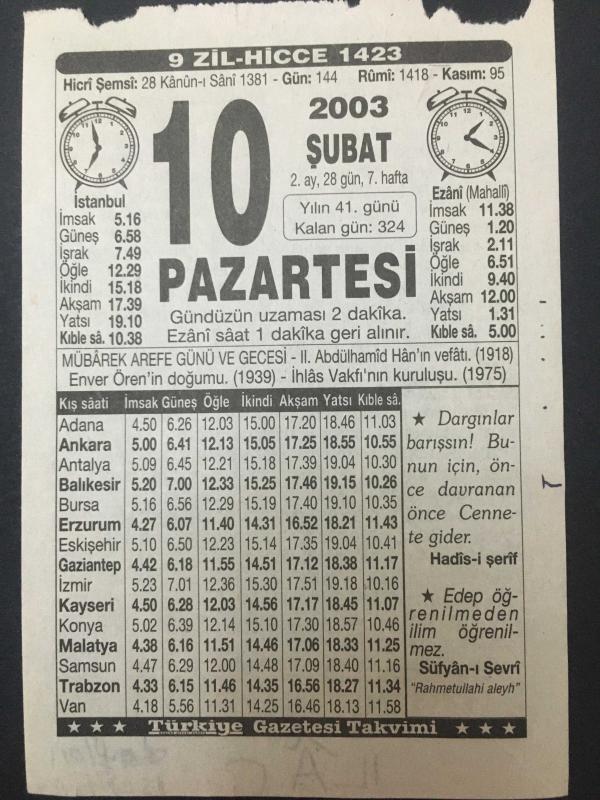 9 ZİL-HİCCE 1423
Hicrî Şemsî: 28 Kânûn-ı Sânî 1381 - Gün: 144 Rûmî: 1418 - Kasım: 95
10
2003
ŞUBAT
2. ay, 28 gün, 7. hafta
Yılın 41. günü
Kalan gün: 324
PAZARTESİ
Gündüzün uzaması 2 dakîka.
Ezânî sâat 1 dakîka geri alınır.
İstanbul
İmsak 5.16
Güneş 6.58
İşrak 7.49
Öğle 12.29
İkindi 15.18
Akşam 17.39
Yatsı 19.10
Kıble sâ. 10.38
Ezânî (Mahallî)
İmsak 11.38
Güneş 1.20
İşrak 2.11
Öğle 6.51
İkindi 9.40
Akşam 12.00
Yatsı 1.31
Kıble sâ. 5.00
MÜBÂREK AREFE GÜNÜ VE GECESİ - II. Abdülhamîd Hân'ın vefâtı. (1918)
Enver Ören'in doğumu. (1939) - İhlâs Vakfı'nın kuruluşu. (1975)
Kış sâati İmsak Güneş Öğle İkindi Akşam Yatsı Kıble sâ.
Adana 4.50 6.26 12.03 15.00 17.20 18.46 11.03
Ankara 5.00 6.41 12.13 15.05 17.25 18.55 10.55
Antalya 5.09 6.45 12.21 15.18 17.39 19.04 10.30
Balıkesir 5.20 7.00 12.33 15.25 17.46 19.15 10.26
Bursa 5.16 6.56 12.29 15.19 17.40 19.10 10.35
Erzurum 4.27 6.07 11.40 14.31 16.52 18.21 11.43
Eskişehir 5.10 6.50 12.23 15.14 17.35 19.04 10.41
Gaziantep 4.42 6.18 11.55 14.51 17.12 18.38 11.17
İzmir 5.23 7.01 12.36 15.30 17.51 19.18 10.16
Kayseri 4.50 6.28 12.03 14.56 17.17 18.45 11.07
Konya 5.02 6.39 12.14 15.10 17.30 18.57 10.46
Malatya 4.38 6.16 11.51 14.46 17.06 18.33 11.25
Samsun 4.47 6.29 12.00 14.48 17.09 18.40 11.16
Trabzon 4.33 6.15 11.46 14.35 16.56 18.27 11.34
Van 4.18 5.56 11.31 14.25 16.46 18.13 11.58
★ Dargınlar
barışsın! Bu-
nun için, ön-
ce davranan
önce Cenne-
te gider.
Hadîs-i şerîf
★ Edep öğ-
renilmeden
ilim öğrenil-
mez.
Süfyân-ı Sevrî
"Rahmetullahi aleyh"
★ ★ ★ Türkiye Gazetesi Takvimi ★ ★ ★